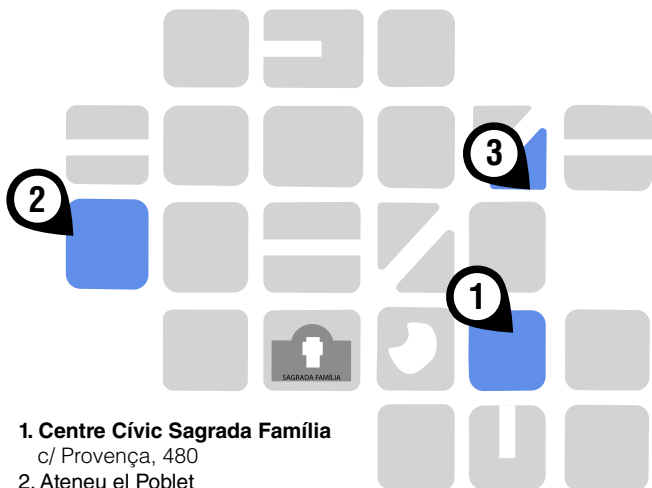 3
2
1
SAGRADA FAMÍLIA
1. Centre Cívic Sagrada Família
c/ Provença, 480
2. Ateneu el Poblet